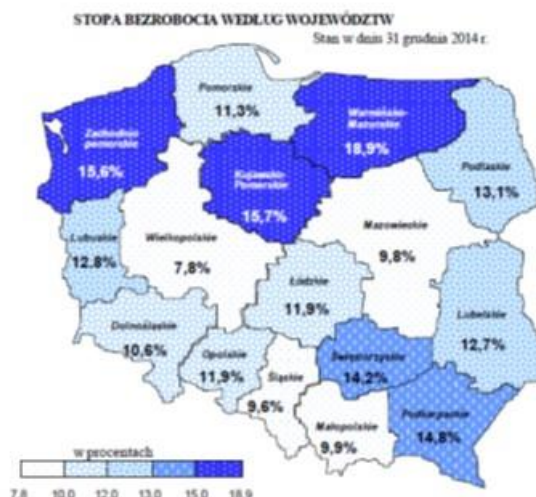 STOPA BEZROBOCIA WEDŁUG WOJEWÓDZTW
Stan w dniu 31 grudnia 2014 r.
Pomorskie
11,3%
Warmińsko-
Mazurskie
18,9%
Zachodnio
pomorskie
15,6%
Kujawsko-
Pomorskie
15,7%
Podlaskie
13,1%
Lubuskie
12,8%
Wielkopolskie
7,8%
Mazowieckie
9,8%
Łódzkie
11,9%
Lubelskie
12,7%
Dolnośląskie
10,6%
Opolskie
11,9%
Śląskie
9,6%
Świętokrzyskie
14,2%
Małopolskie
9,9%
Podkarpackie
14,8%
w procentach
7,8 10,0 12,0 13,0 15,0 18,9